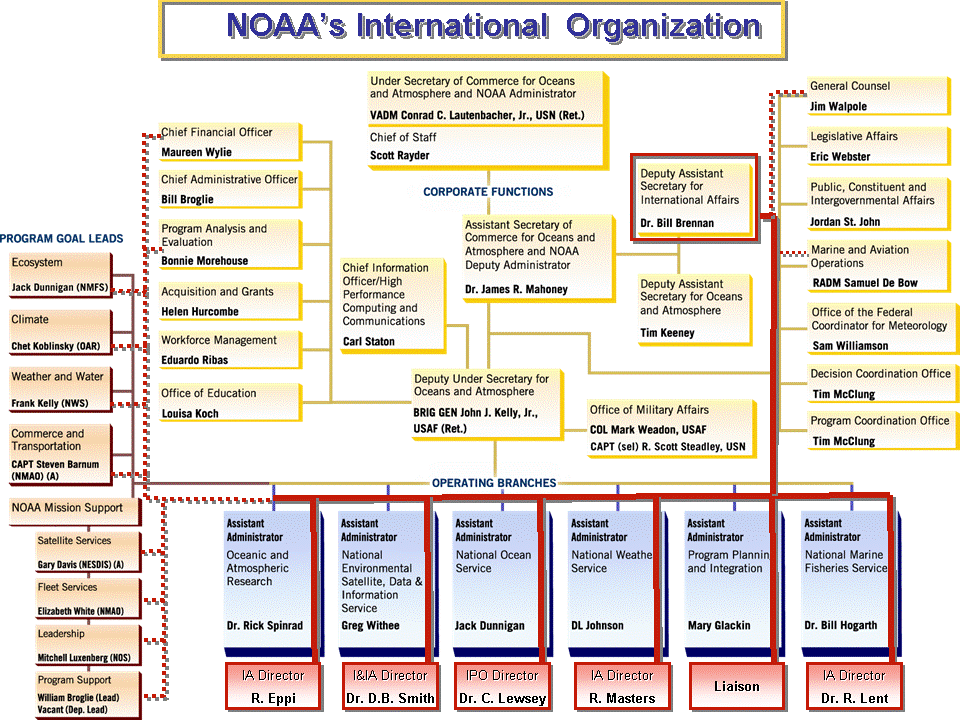 NOAA's International Organization
Under Secretary of Commerce for Oceans
and Atmosphere and NOAA Administrator
VADM Conrad C. Lautenbacher, Jr., USN (Ret.)
Chief of Staff
Scott Rayder
CORPORATE FUNCTIONS
Assistant Secretary of
Commerce for Oceans and
Atmosphere and NOAA
Deputy Administrator
Dr. James R. Mahoney
Deputy Assistant
Secretary for
International Affairs
Dr. Bill Brennan
Deputy Assistant
Secretary for Oceans
and Atmosphere
Tim Keeney
General Counsel
Jim Walpole
Legislative Affairs
Eric Webster
Public, Constituent and
Intergovernmental Affairs
Jordan St. John
Marine and Aviation
Operations
RADM Samuel De Bow
Office of the Federal
Coordinator for Meteorology
Sam Williamson
Decision Coordination Office
Tim McClung
Program Coordination Office
Tim McClung
Chief Financial Officer
Maureen Wylie
Chief Administrative Officer
Bill Broglie
Program Analysis and
Evaluation
Bonnie Morehouse
Acquisition and Grants
Helen Hurcombe
Workforce Management
Eduardo Ribas
Office of Education
Louisa Koch
Chief Information
Officer/High
Performance
Computing and
Communications
Carl Staton
Deputy Under Secretary for
Oceans and Atmosphere
BRIG GEN John J. Kelly, Jr.,
USAF (Ret.)
Office of Military Affairs
COL Mark Weadon, USAF
CAPT (sel) R. Scott Steadley, USN
PROGRAM GOAL LEADS
Ecosystem
Jack Dunnigan (NMFS)
Climate
Chet Koblinsky (OAR)
Weather and Water
Frank Kelly (NWS)
Commerce and
Transportation
CAPT Steven Barnum
(NMAO) (A)
NOAA Mission Support
Satellite Services
Gary Davis (NESDIS) (A)
Fleet Services
Elizabeth White (NMAO)
Leadership
Mitchell Luxenberg (NOS)
Program Support
William Broglie (Lead)
Vacant (Dep. Lead)
OPERATING BRANCHES
Assistant
Administrator
Oceanic and
Atmospheric
Research
Dr. Rick Spinrad
IA Director
R. Eppi
Assistant
Administrator
National
Environmental
Satellite, Data &
Information
Service
Greg Withee
I&IA Director
Dr. D.B. Smith
Assistant
Administrator
National Ocean
Service
Jack Dunnigan
IPO Director
Dr. C. Lewsey
Assistant
Administrator
National Weathe
Service
DL Johnson
IA Director
R. Masters
Assistant
Administrator
Program Plannin
and Integration
Mary Glackin
Liaison
Assistant
Administrator
National Marine
Fisheries Service
Dr. Bill Hogarth
IA Director
Dr. R. Lent